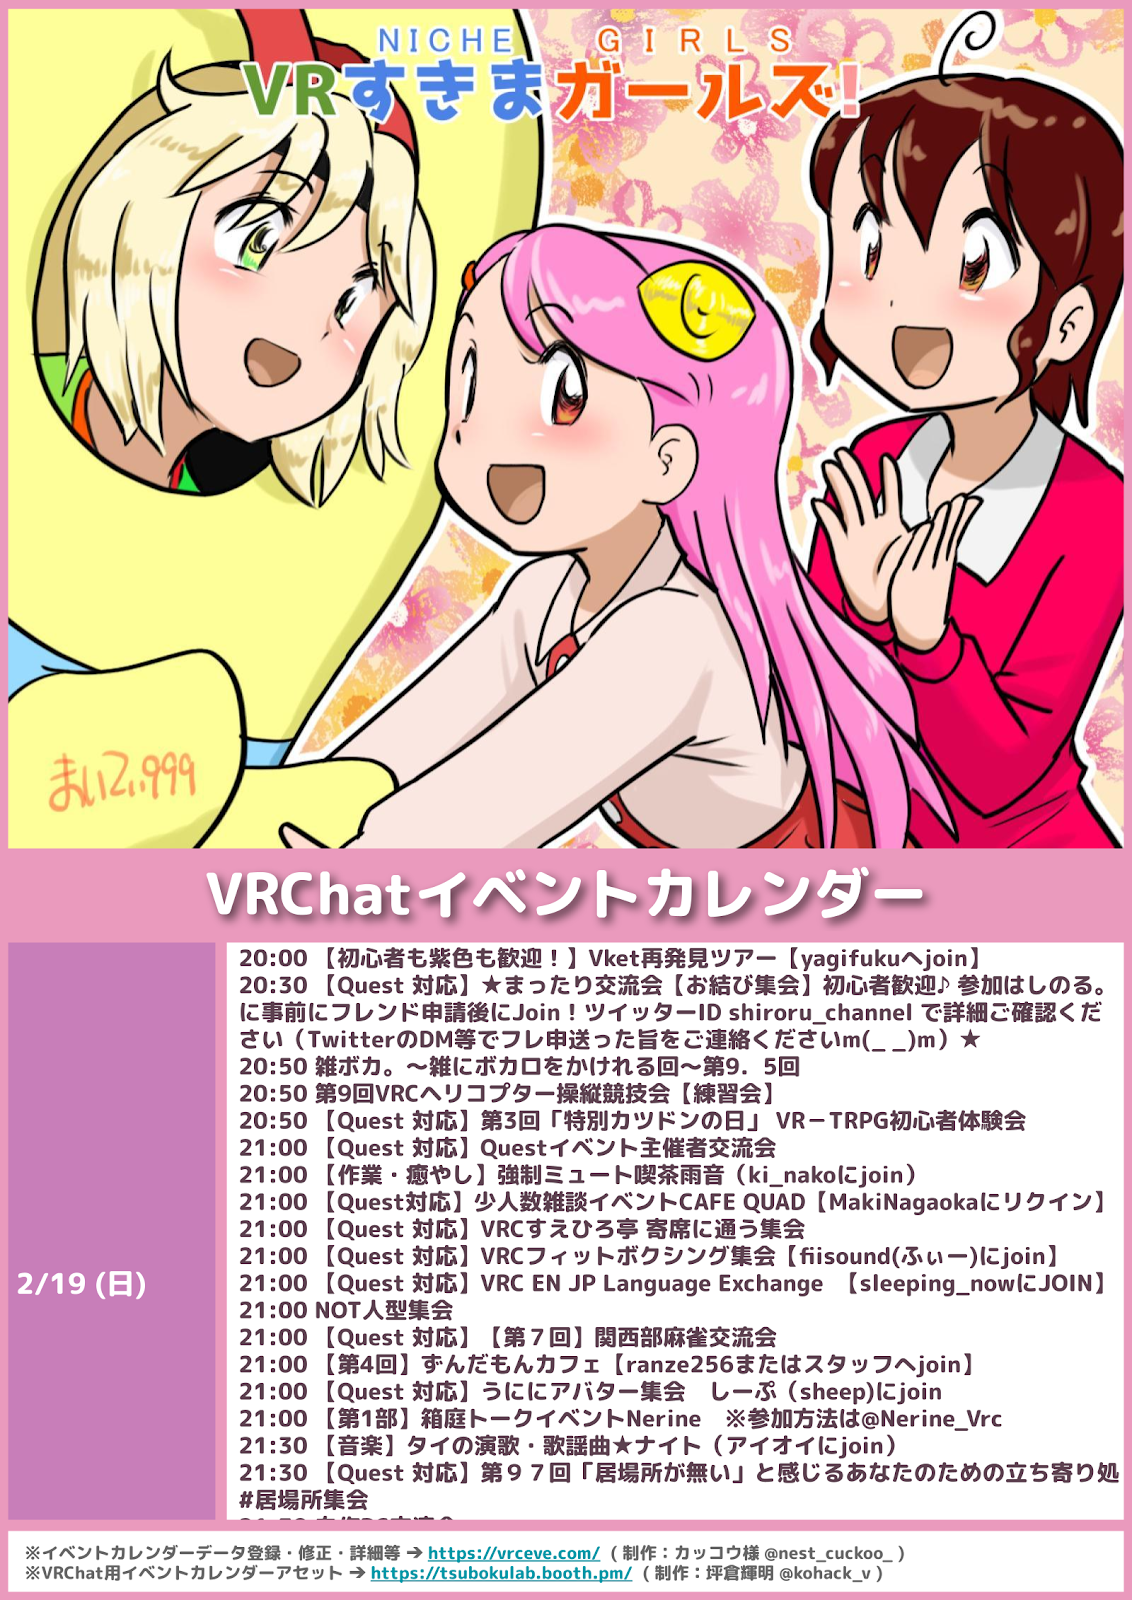 NICHE GIRLS
VRすきまガールズ!
まいてぃ999
VRChatイベントカレンダー
2/19 (日)
20:00 【初心者も紫色も歓迎！】Vket再発見ツアー【yagifukuへjoin】
20:30 【Quest 対応】★まったり交流会【お結び集会】初心者歓迎♪ 参加はしのる。
に事前にフレンド申請後にJoin！ツイッターID shiroru_channel で詳細ご確認くだ
さい（TwitterのDM等でフレ申送った旨をご連絡くださいm(_ _)m）★
20:50 雑ボカ。～雑にボカロをかけれる回～第9．5回
20:50 第9回VRCヘリコプター操縦競技会【練習会】
20:50 【Quest 対応】第3回「特別カツドンの日」 VR－TRPG初心者体験会
21:00 【Quest 対応】Questイベント主催者交流会
21:00 【作業・癒やし】強制ミュート喫茶雨音（ki_nakoにjoin）
21:00 【Quest対応】少人数雑談イベントCAFE QUAD【MakiNagaokaにリクイン】
21:00 【Quest 対応】VRCすえひろ亭 寄席に通う集会
21:00 【Quest 対応】VRCフィットボクシング集会【fiisound(ふぃー)にjoin】
21:00 【Quest 対応】VRC EN JP Language Exchange 【sleeping_nowにJOIN】
21:00 NOT人型集会
21:00 【Quest 対応】【第７回】関西部麻雀交流会
21:00 【第4回】ずんだもんカフェ【ranze256またはスタッフへjoin】
21:00 【Quest 対応】うににアバター集会　しーぷ（sheep)にjoin
21:00 【第1部】箱庭トークイベントNerine　※参加方法は@Nerine_Vrc
21:30 【音楽】タイの演歌・歌謡曲★ナイト（アイオイにjoin）
21:30 【Quest 対応】第９７回「居場所が無い」と感じるあなたのための立ち寄り処
#居場所集会
※イベントカレンダーデータ登録・修正・詳細等 ➔ https://vrceve.com/ ( 制作：カッコウ様 @nest_cuckoo_ )
※VRChat用イベントカレンダーアセット ➔ https://tsubokulab.booth.pm/ ( 制作：坪倉輝明 @kohack_v )